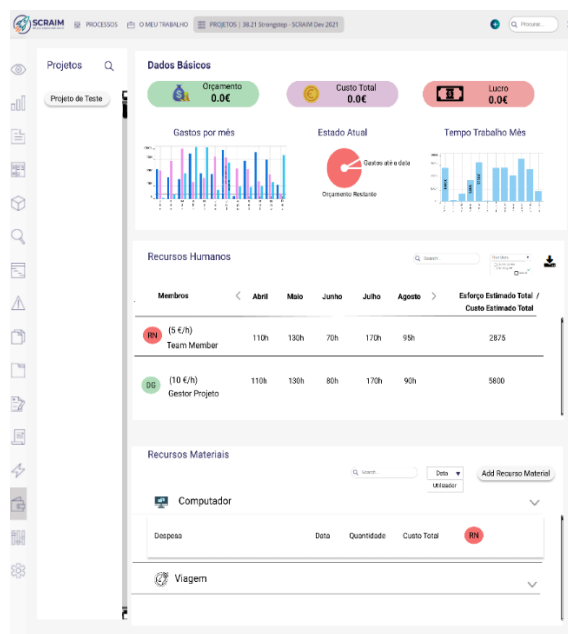 SCRAIM PROCESSOS O MEU TRABALHO PROJETOS | 38.21 Strongstep - SCRAIM Dev 2021 Procurar...
Projetos
Projeto de Teste
Dados Básicos
Orçamento
0.0€
Custo Total
0.0€
Lucro
0.0€
Gastos por mês
Estado Atual
Tempo Trabalho Mês
Gastos até a data
Orçamento Restante
Recursos Humanos
Search...
Membros < Abril Maio Junho Julho Agosto > Esforço Estimado Total /
Custo Estimado Total
RN (5 €/h)
Team Member
110h 130h 70h 170h 95h 2875
DG (10 €/h)
Gestor Projeto
110h 130h 80h 170h 90h 5800
Recursos Materiais
Search... Data Add Recurso Material
Utilizador
Computador
Despesa Data Quantidade Custo Total RN
Viagem